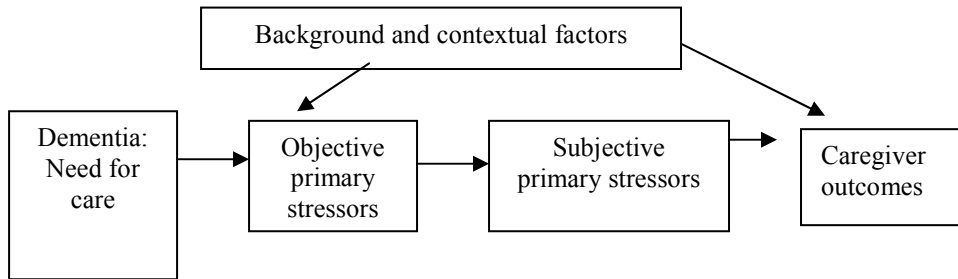 Background and contextual factors
Dementia:
Need for
care
Objective
primary
stressors
Subjective
primary stressors
Caregiver
outcomes